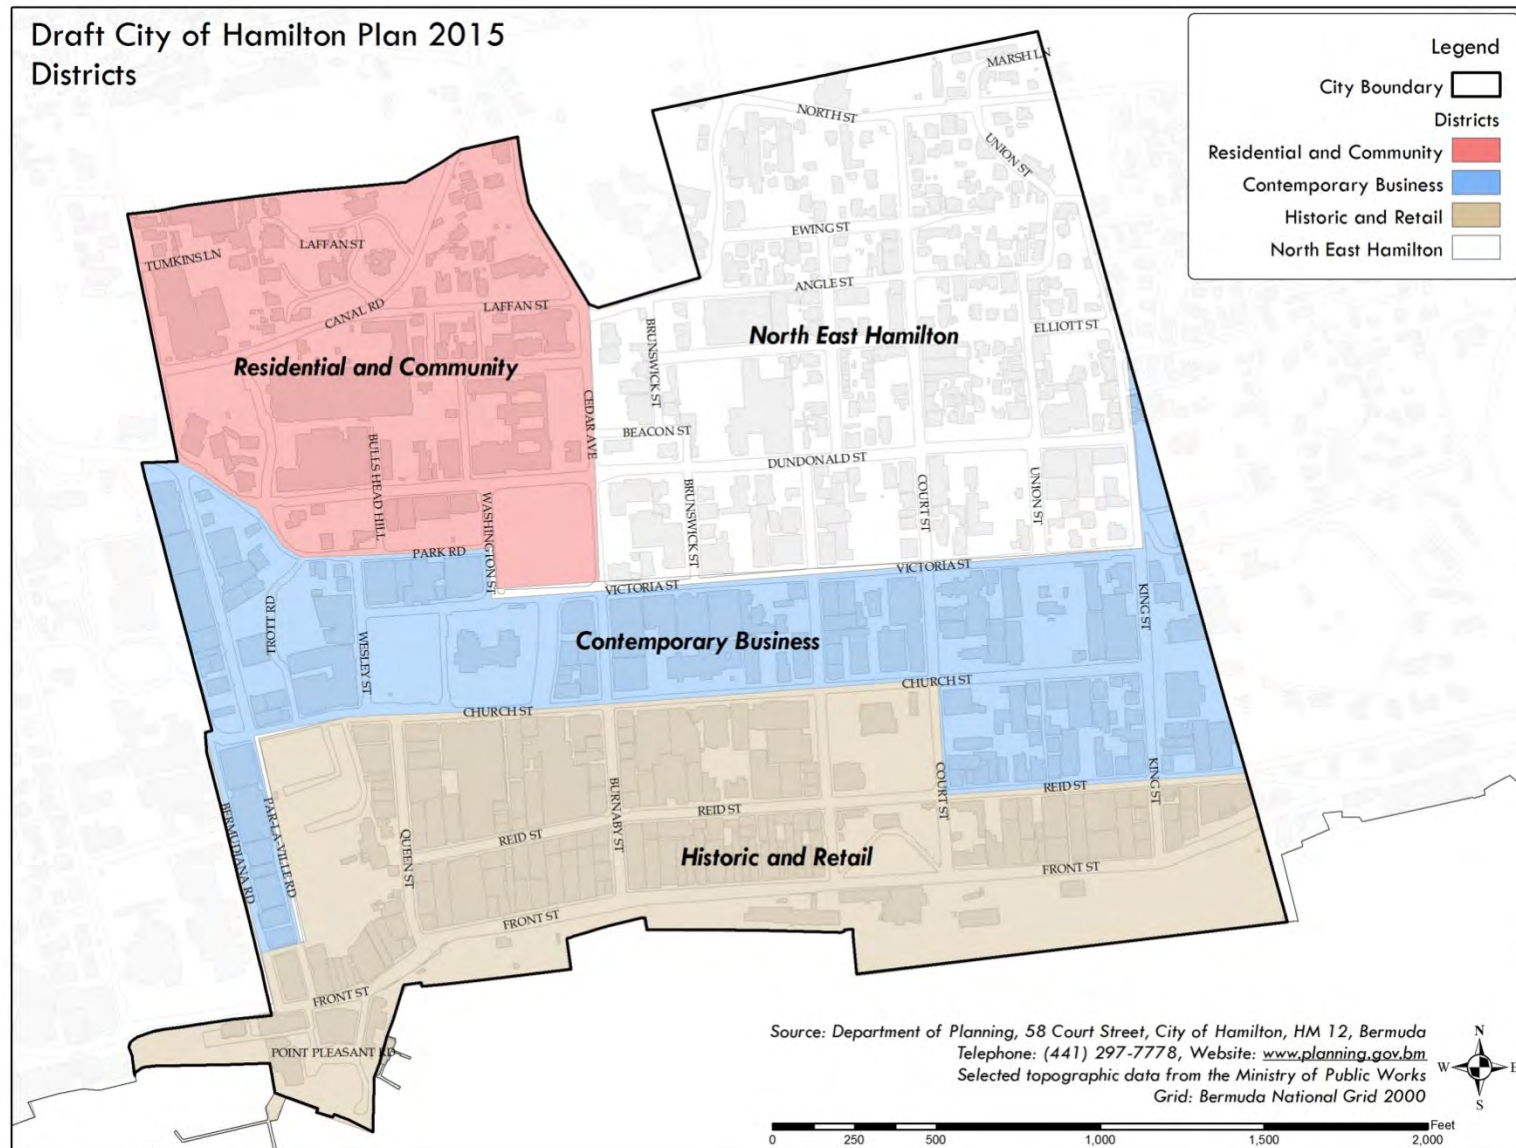 Draft City of Hamilton Plan 2015
Districts
Legend
City Boundary
Districts
Residential and Community
Contemporary Business
Historic and Retail
North East Hamilton
MARSH LN
NORTH ST
UNION ST
EWING ST
ANGLE ST
ELLIOTT ST
TUMKINS LN
LAFFAN ST
CANAL RD
LAFFAN ST
BRUNSWICK ST
North East Hamilton
Residential and Community
CEDAR AVE
BEACON ST
DUNDONALD ST
BULLS HEAD HILL
WASHINGTON ST
BRUNSWICK ST
COURT ST
UNION ST
PARK RD
VICTORIA ST
VICTORIA ST
TROTT RD
WESLEY ST
KING ST
Contemporary Business
CHURCH ST
CHURCH ST
BERMUDIANA RD
PAR-LA-VILLE RD
QUEEN ST
BURNABY ST
COURT ST
KING ST
REID ST
REID ST
REID ST
Historic and Retail
FRONT ST
FRONT ST
FRONT ST
POINT PLEASANT RD
Source: Department of Planning, 58 Court Street, City of Hamilton, HM 12, Bermuda
Telephone: (441) 297-7778, Website: www.planning.gov.bm
Selected topographic data from the Ministry of Public Works
Grid: Bermuda National Grid 2000
N
W E
S
Feet
0 250 500 1,000 1,500 2,000